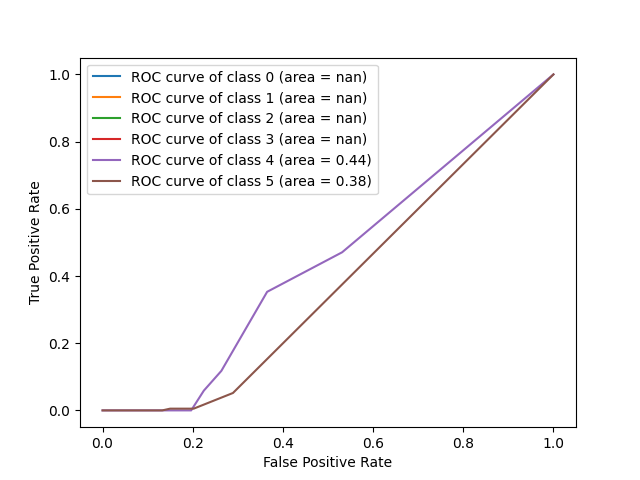 ROC curve of class 0 (area = nan)
ROC curve of class 1 (area = nan)
ROC curve of class 2 (area = nan)
ROC curve of class 3 (area = nan)
ROC curve of class 4 (area = 0.44)
ROC curve of class 5 (area = 0.38)
True Positive Rate
1.0
0.8
0.6
0.4
0.2
0.0
0.0 0.2 0.4 0.6 0.8 1.0
False Positive Rate